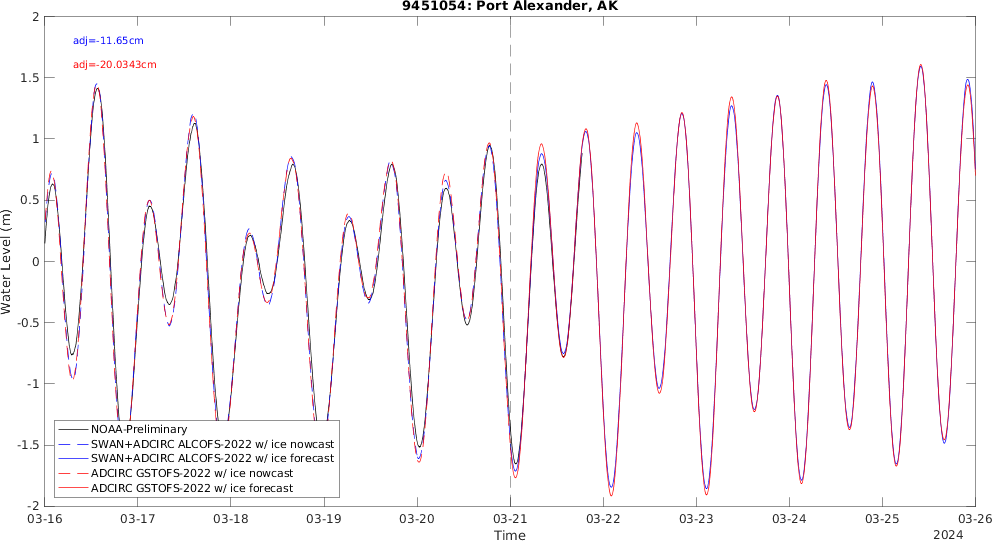 9451054: Port Alexander, AK
adj=-11.65cm
adj=-20.0343cm
2
1.5
1
0.5
0
-0.5
-1
-1.5
-2
Water Level (m)
NOAA-Preliminary
SWAN+ADCIRC ALCOFS-2022 w/ ice nowcast
SWAN+ADCIRC ALCOFS-2022 w/ ice forecast
ADCIRC GSTOFS-2022 w/ ice nowcast
ADCIRC GSTOFS-2022 w/ ice forecast
03-16 03-17 03-18 03-19 03-20 03-21 03-22 03-23 03-24 03-25 03-26
Time
2024